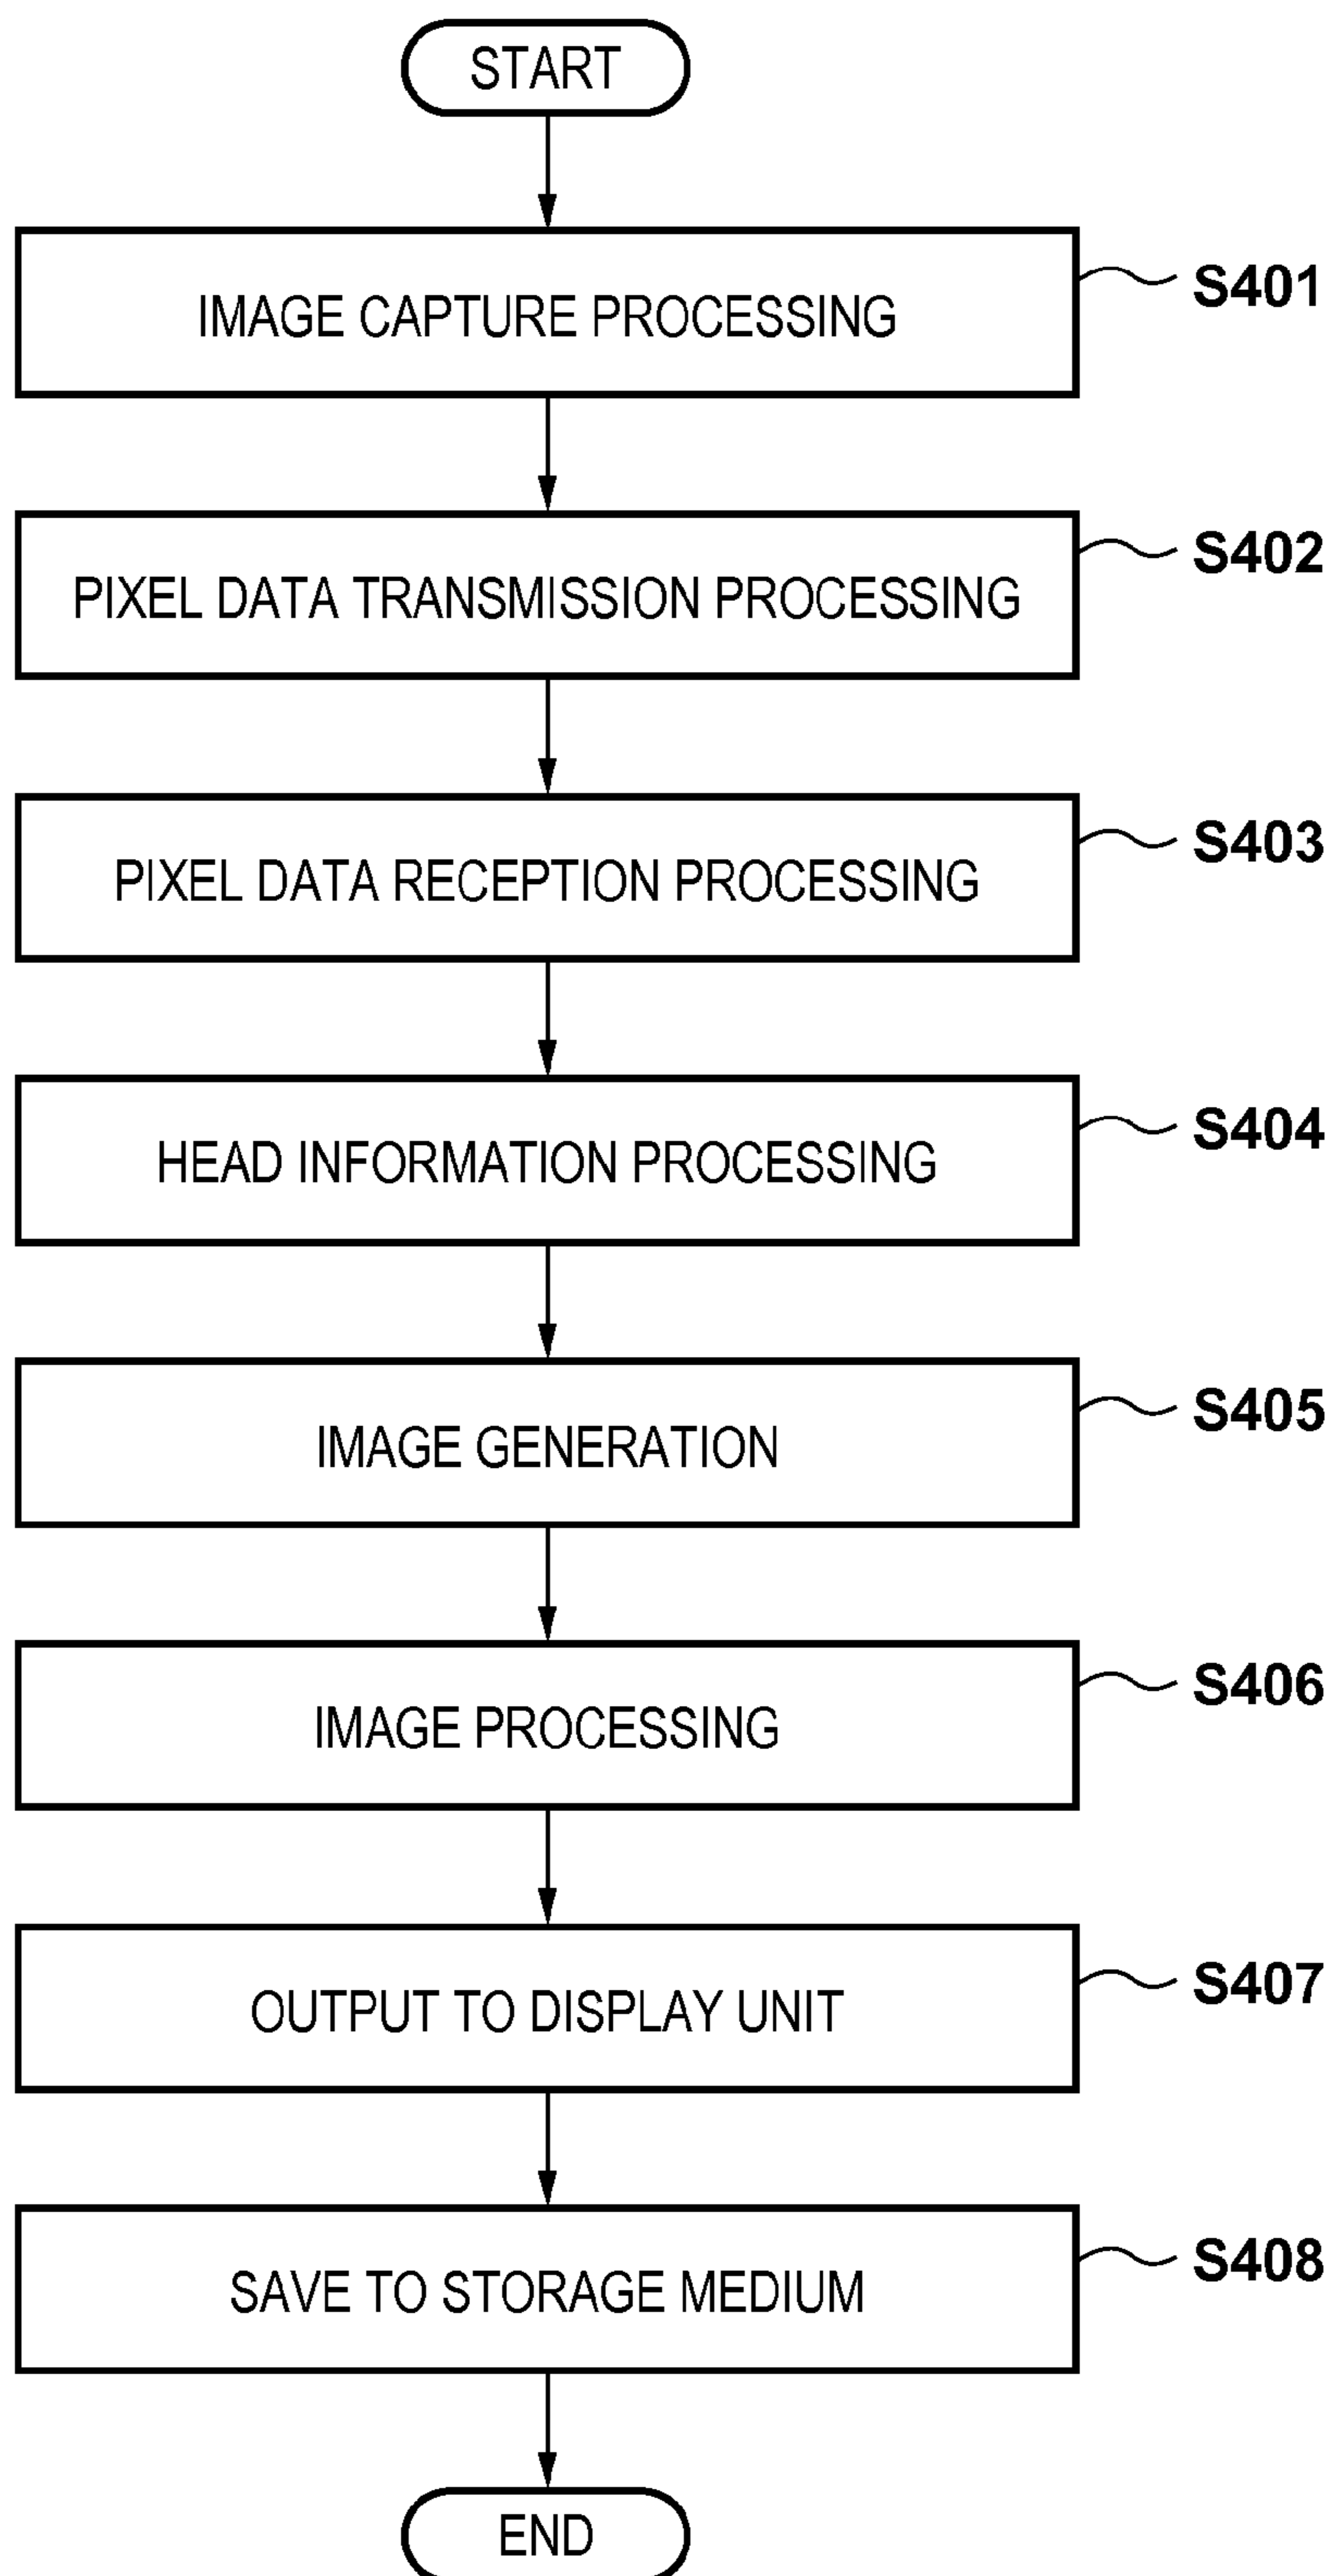 START
IMAGE CAPTURE PROCESSING
S401
PIXEL DATA TRANSMISSION PROCESSING
S402
PIXEL DATA RECEPTION PROCESSING
S403
HEAD INFORMATION PROCESSING
S404
IMAGE GENERATION
S405
IMAGE PROCESSING
S406
OUTPUT TO DISPLAY UNIT
S407
SAVE TO STORAGE MEDIUM
S408
END